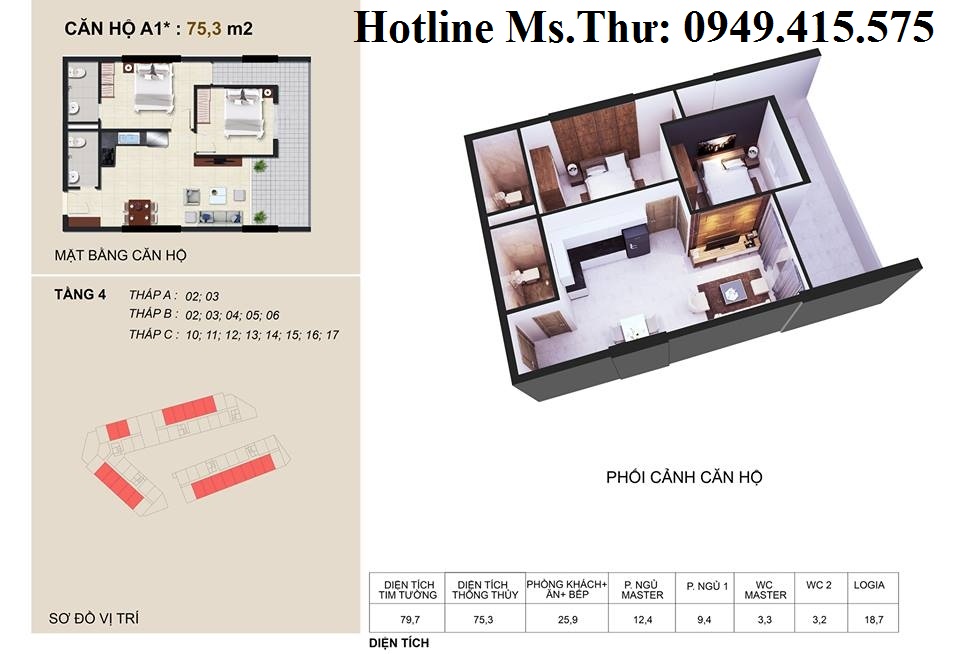 Hotline Ms.Thư: 0949.415.575
CĂN HỘ A1* : 75,3 m2
MẶT BẰNG CĂN HỘ
TẦNG 4
THÁP A : 02; 03
THÁP B : 02; 03; 04; 05; 06
THÁP C : 10; 11; 12; 13; 14; 15; 16; 17
SƠ ĐỒ VỊ TRÍ
PHỐI CẢNH CĂN HỘ
DIỆN TÍCH TIM TƯỜNG
DIỆN TÍCH THÔNG THỦY
PHÒNG KHÁCH+ ĂN+ BẾP
P. NGỦ MASTER
P. NGỦ 1
WC MASTER
WC 2
LOGIA
79,7 75,3 25,9 12,4 9,4 3,3 3,2 18,7
DIỆN TÍCH